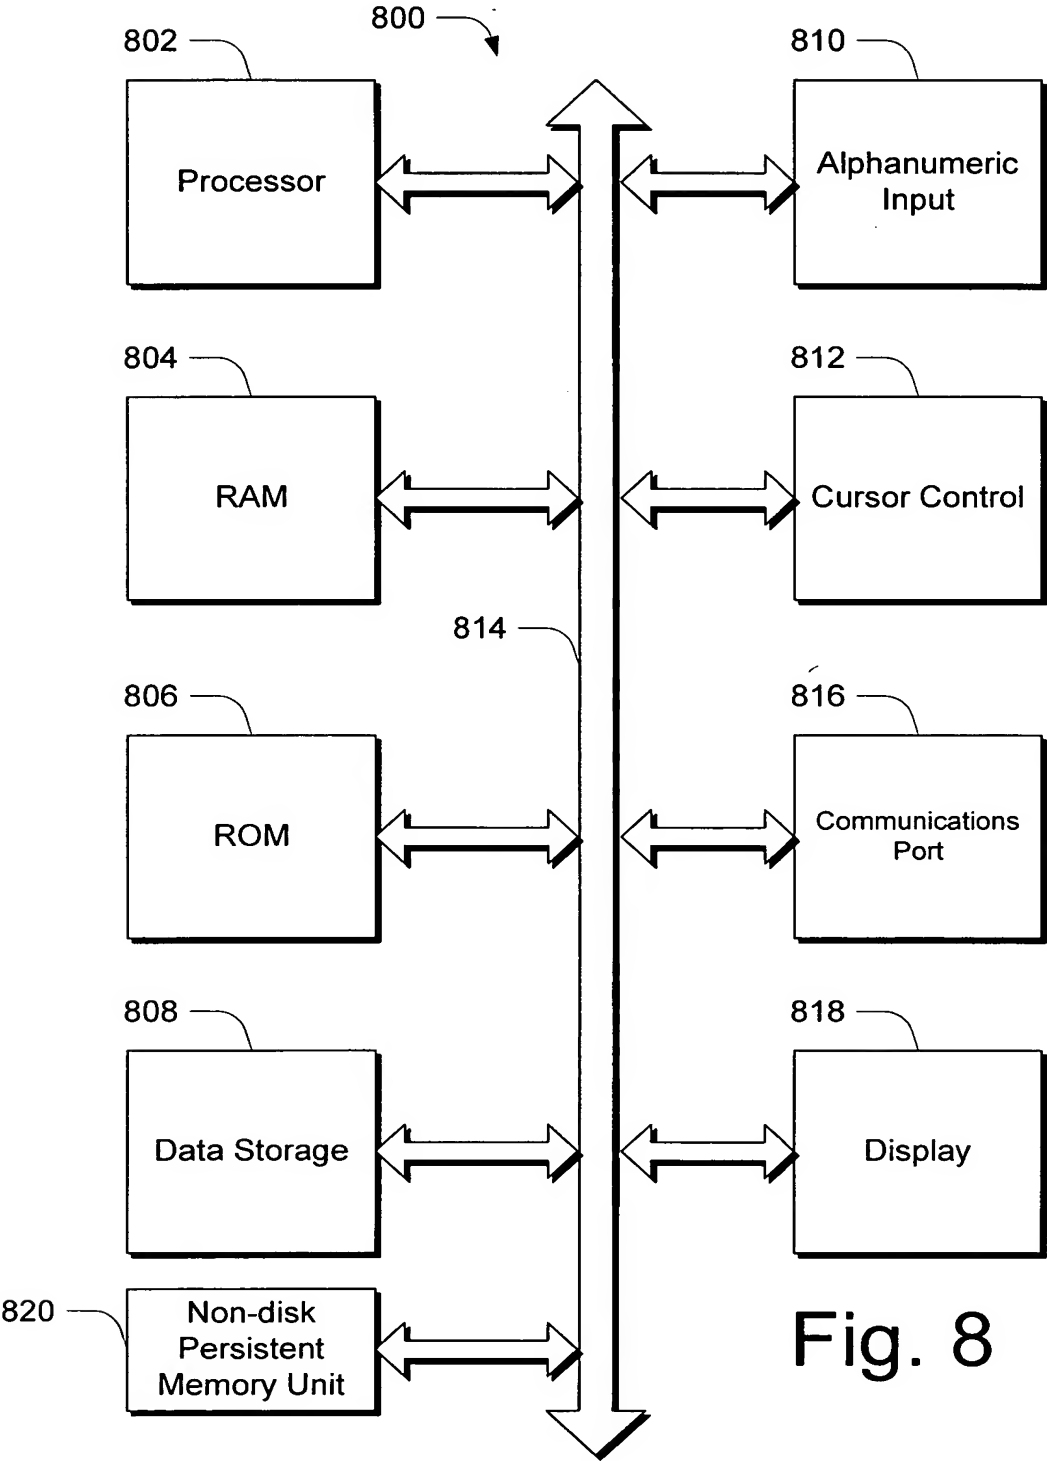 800
802
810
Processor
Alphanumeric
Input
804
812
RAM
Cursor Control
814
806
816
ROM
Communications
Port
808
818
Data Storage
Display
820
Non-disk
Persistent
Memory Unit
Fig. 8